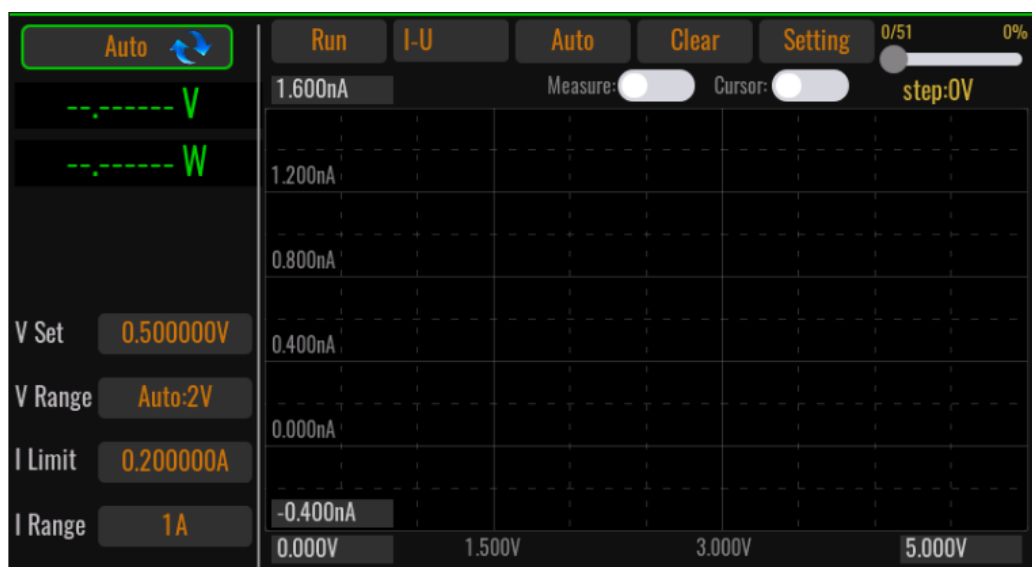 Auto
Run I-U Auto Clear Setting 0/51 0%
--.------ V
1.600nA Measure: Cursor: step:0V
--.------ W
1.200nA
0.800nA
V Set 0.500000V
0.400nA
V Range Auto:2V
0.000nA
I Limit 0.200000A
-0.400nA
I Range 1A
0.000V 1.500V 3.000V 5.000V